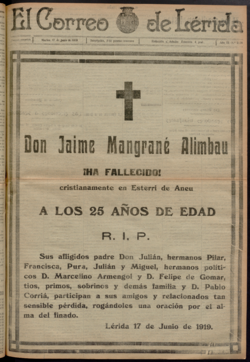 El Correo de Lérida
Don Jaime Mangrané Alimbau
¡HA FALLECIDO!
cristianamente en Esterri de Aneu
A LOS 25 AÑOS DE EDAD
R. I. P.
Sus afligidos padre Don Julián, hermanos Pilar,
Francisca, Pura, Julián y Miguel, hermanos políti-
cos D. Marcelino Armengol y D. Felipe de Gomar,
tios, primos, sobrinos y demás familia y D. Pablo
Corriá, participan a sus amigos y relacionados tan
sensible pérdida, rogándoles una oración por el al
ma del finado.
Lérida 17 de Junio de 1919.